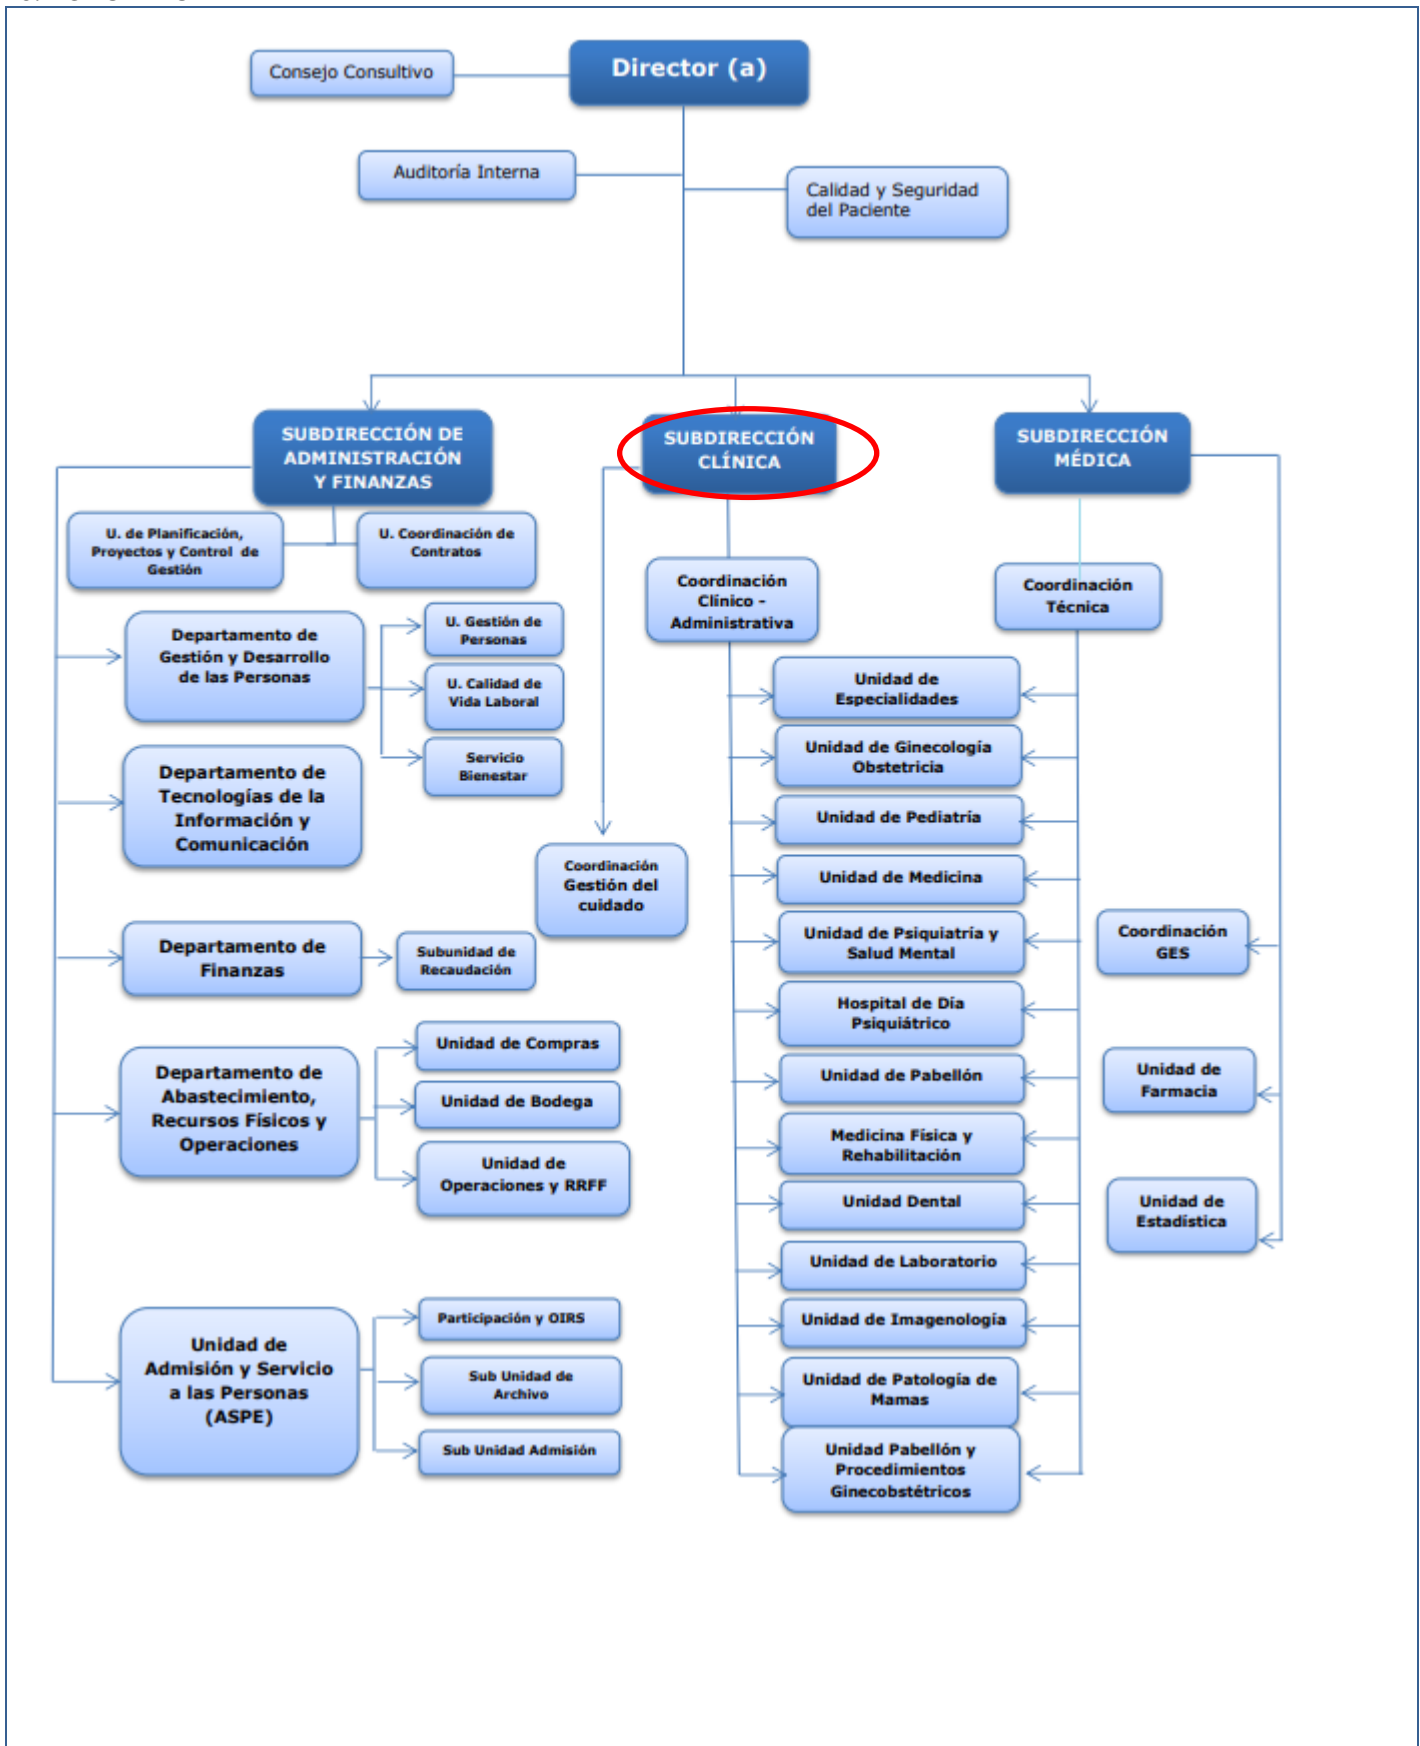 Consejo Consultivo
Director (a)
Auditoría Interna
Calidad y Seguridad
del Paciente
SUBDIRECCIÓN DE
ADMINISTRACIÓN
Y FINANZAS
SUBDIRECCIÓN
CLÍNICA
SUBDIRECCIÓN
MÉDICA
U. de Planificación,
Proyectos y Control de
Gestión
U. Coordinación de
Contratos
Coordinación
Clínico -
Administrativa
Coordinación
Técnica
Departamento de
Gestión y Desarrollo
de las Personas
U. Gestión de
Personas
U. Calidad de
Vida Laboral
Servicio
Bienestar
Departamento de
Tecnologías de la
Información y
Comunicación
Coordinación
Gestión del
cuidado
Departamento de
Finanzas
Subunidad de
Recaudación
Departamento de
Abastecimiento,
Recursos Físicos y
Operaciones
Unidad de Compras
Unidad de Bodega
Unidad de
Operaciones y RRFF
Unidad de
Admisión y Servicio
a las Personas
(ASPE)
Participación y OIRS
Sub Unidad de
Archivo
Sub Unidad Admisión
Unidad de
Especialidades
Unidad de Ginecología
Obstetricia
Unidad de Pediatría
Unidad de Medicina
Unidad de Psiquiatría y
Salud Mental
Hospital de Día
Psiquiátrico
Unidad de Pabellón
Medicina Física y
Rehabilitación
Unidad Dental
Unidad de Laboratorio
Unidad de Imagenología
Unidad de Patología de
Mamas
Unidad Pabellón y
Procedimientos
Ginecobstétricos
Coordinación
GES
Unidad de
Farmacia
Unidad de
Estadística